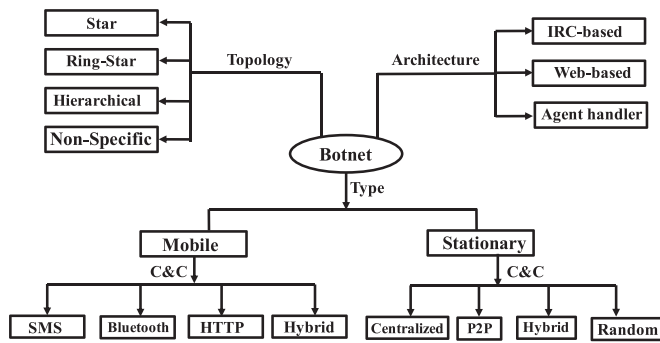 Star
Ring-Star
Hierarchical
Non-Specific
Topology
Architecture
IRC-based
Web-based
Agent handler
Botnet
Type
Mobile
Stationary
C&C
C&C
SMS
Bluetooth
HTTP
Hybrid
Centralized
P2P
Hybrid
Random